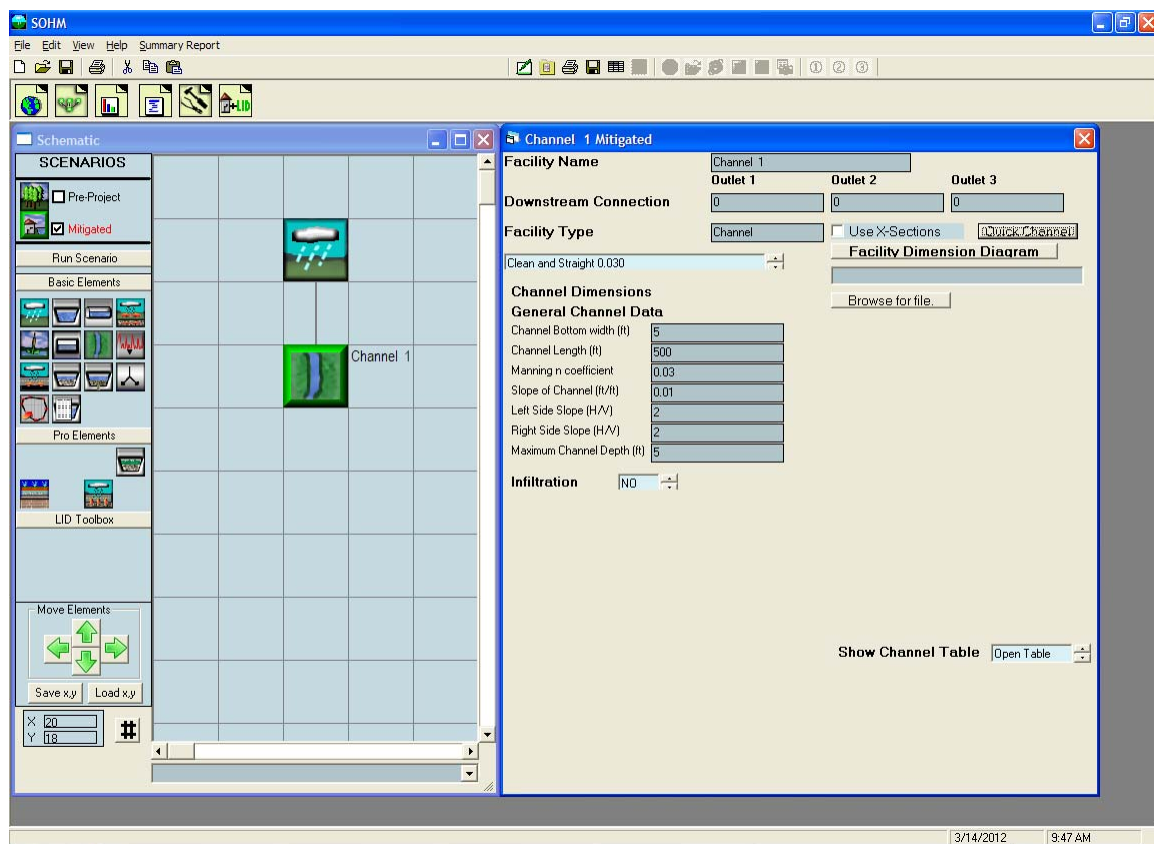 SOHM
File Edit View Help Summary Report
① ② ③
+LID
Schematic
SCENARIOS
Pre-Project
Mitigated
Run Scenario
Basic Elements
Pro Elements
LID Toolbox
Move Elements
Save x,y Load x,y
X 20
Y 18
#
Channel 1
Channel 1 Mitigated
Facility Name Channel 1
Outlet 1 Outlet 2 Outlet 3
Downstream Connection 0 0 0
Facility Type Channel Use X-Sections Quick Channel
Facility Dimension Diagram
Clean and Straight 0.030
Browse for file.
Channel Dimensions
General Channel Data
Channel Bottom width (ft) 5
Channel Length (ft) 500
Manning n coefficient 0.03
Slope of Channel (ft/ft) 0.01
Left Side Slope (H/V) 2
Right Side Slope (H/V) 2
Maximum Channel Depth (ft) 5
Infiltration NO
Show Channel Table Open Table
3/14/2012 9:47 AM